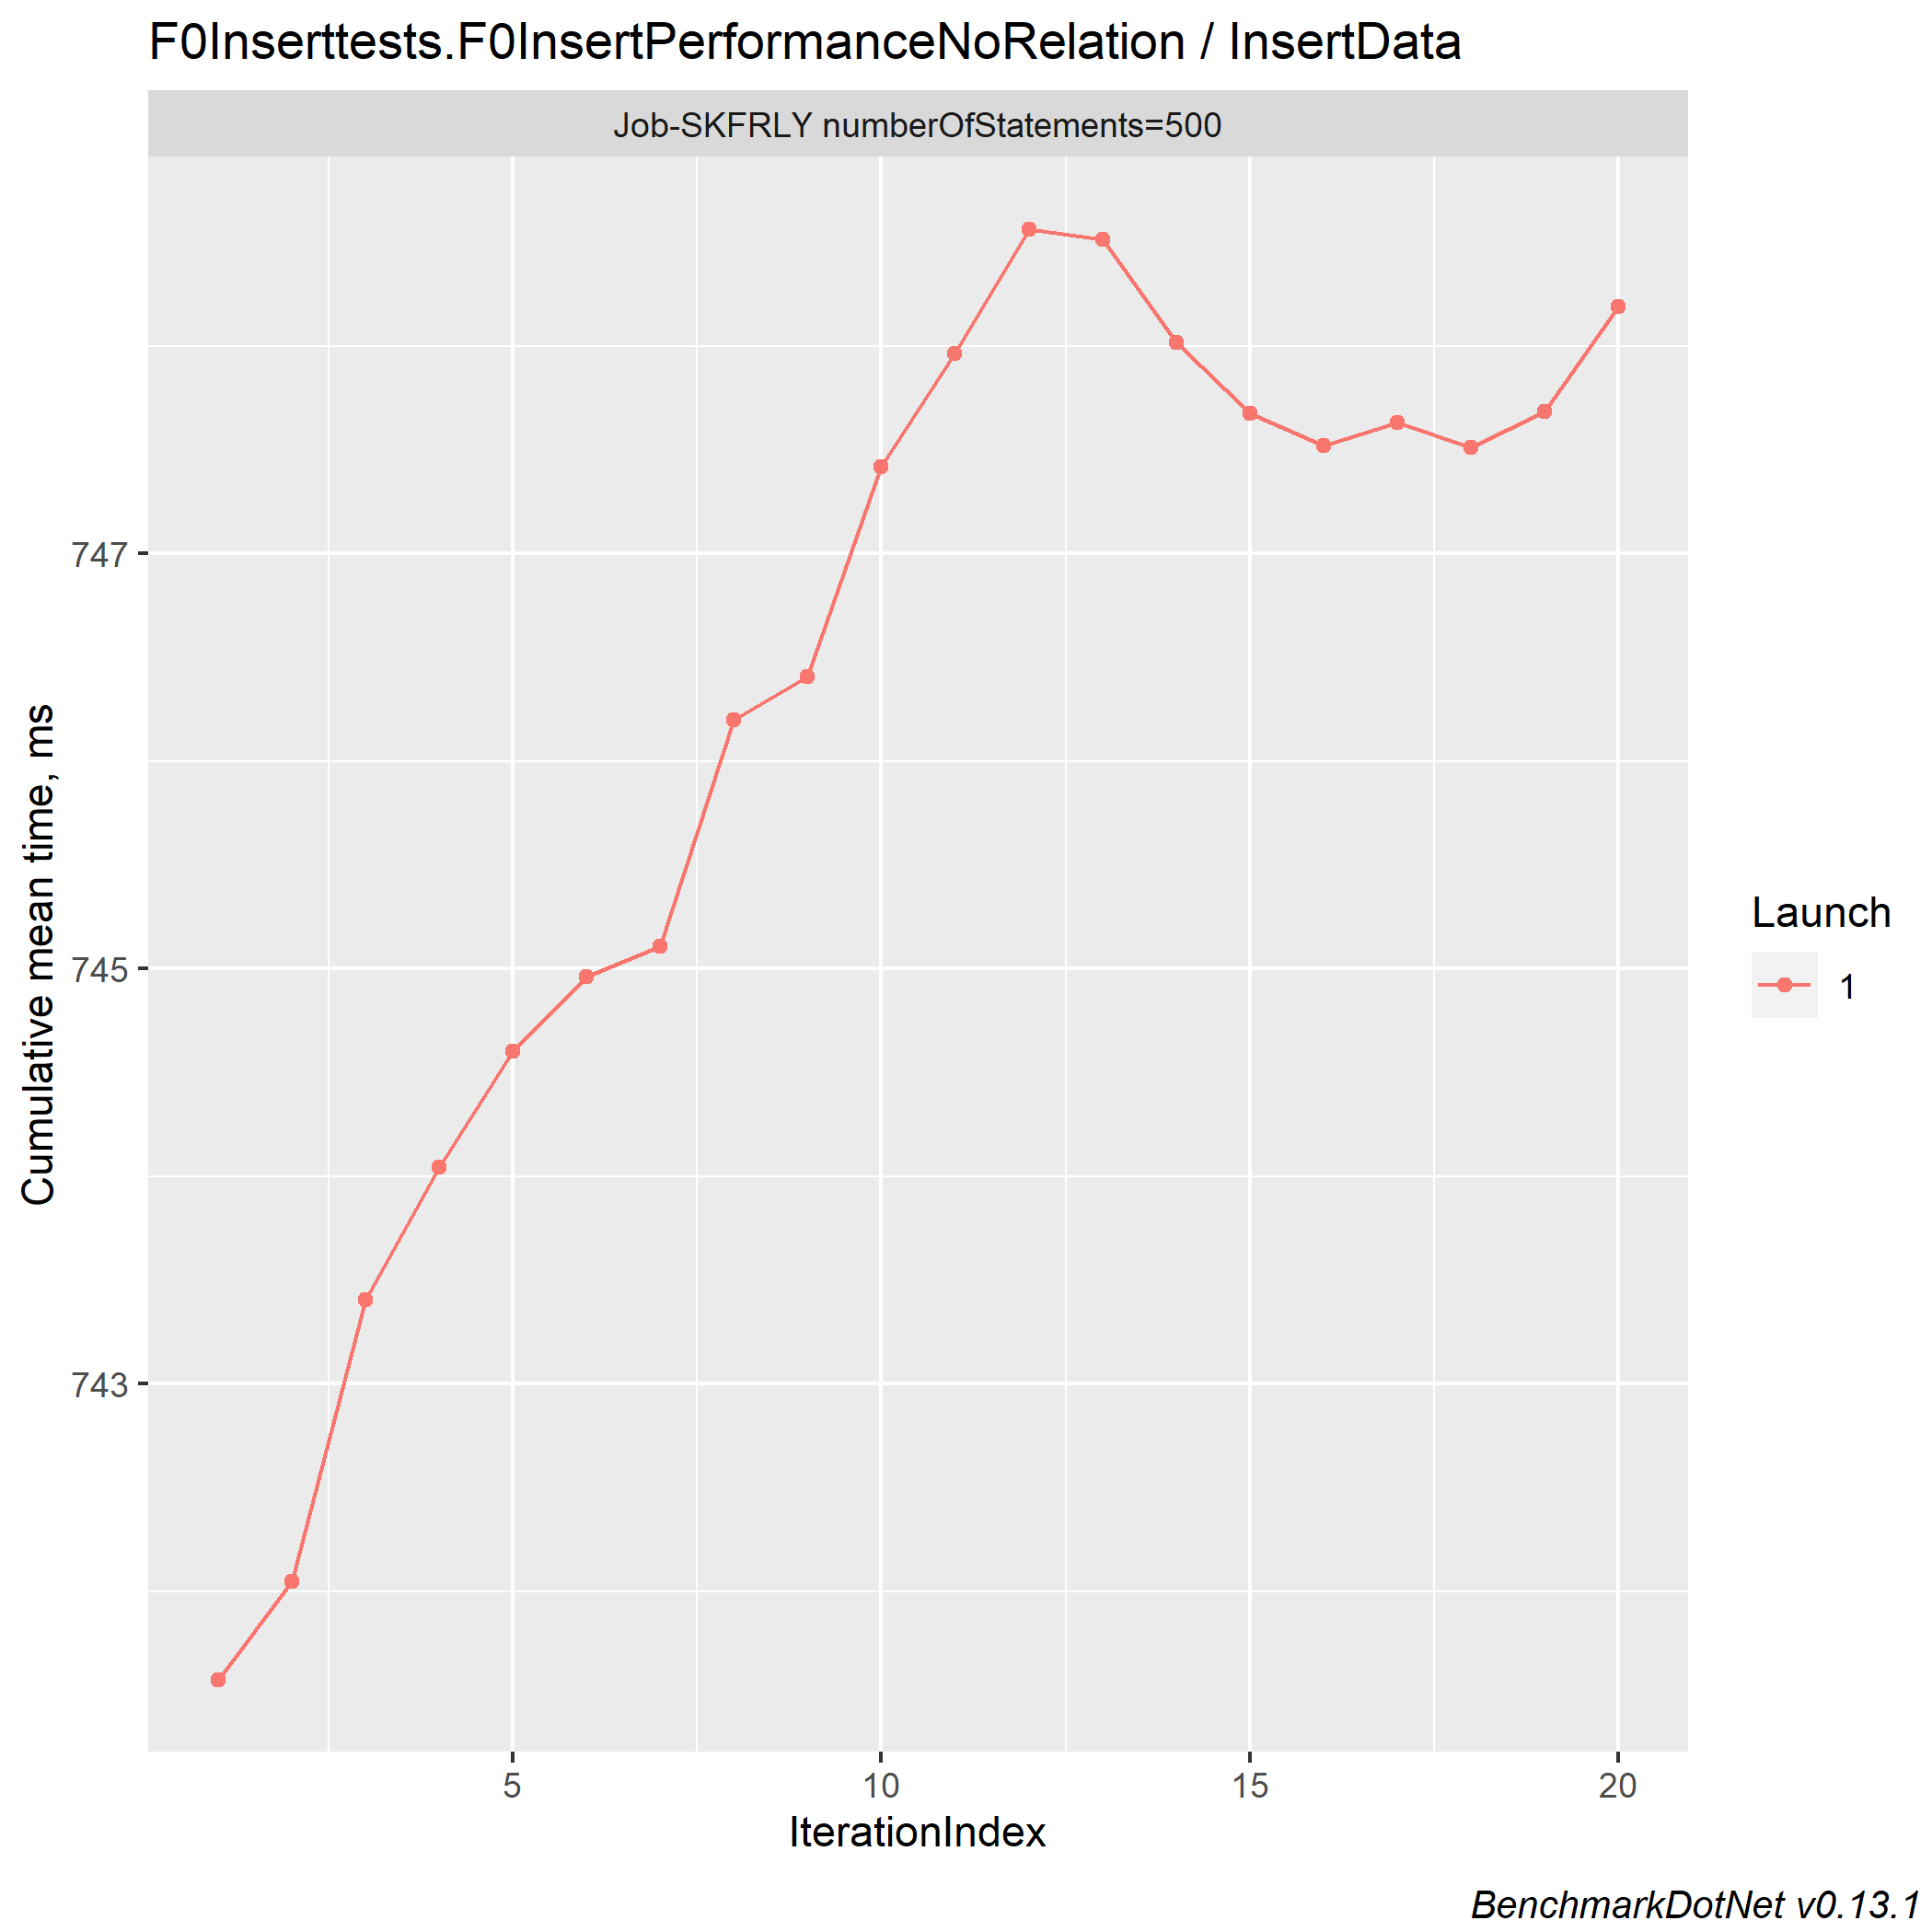 F0Inserttests.F0InsertPerformanceNoRelation / InsertData
Job-SKFRLY numberOfStatements=500
Cumulative mean time, ms
747
745
743
5
10
15
20
IterationIndex
Launch
1
BenchmarkDotNet v0.13.1